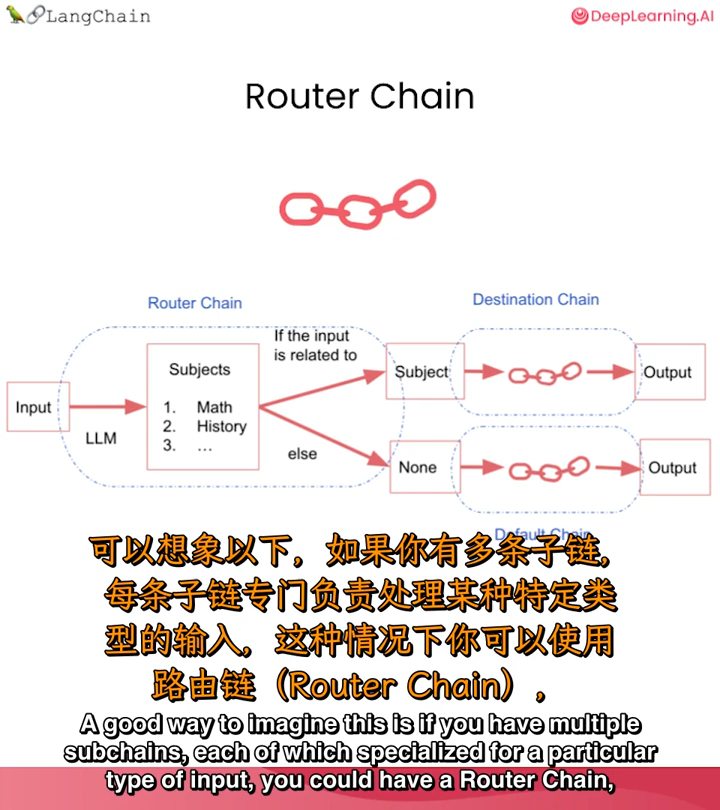 LangChain
DeepLearning.AI
Router Chain
Router Chain
Destination Chain
If the input
is related to
Subjects
1. Math
2. History
3. ...
Input
LLM
else
Subject
Output
None
Output
Default Chain
可以想象以下，如果你有多条子链，
每条子链专门负责处理某种特定类
型的输入，这种情况下你可以使用
路由链（Router Chain），
A good way to imagine this is if you have multiple
subchains, each of which specialized for a particular
type of input, you could have a Router Chain,